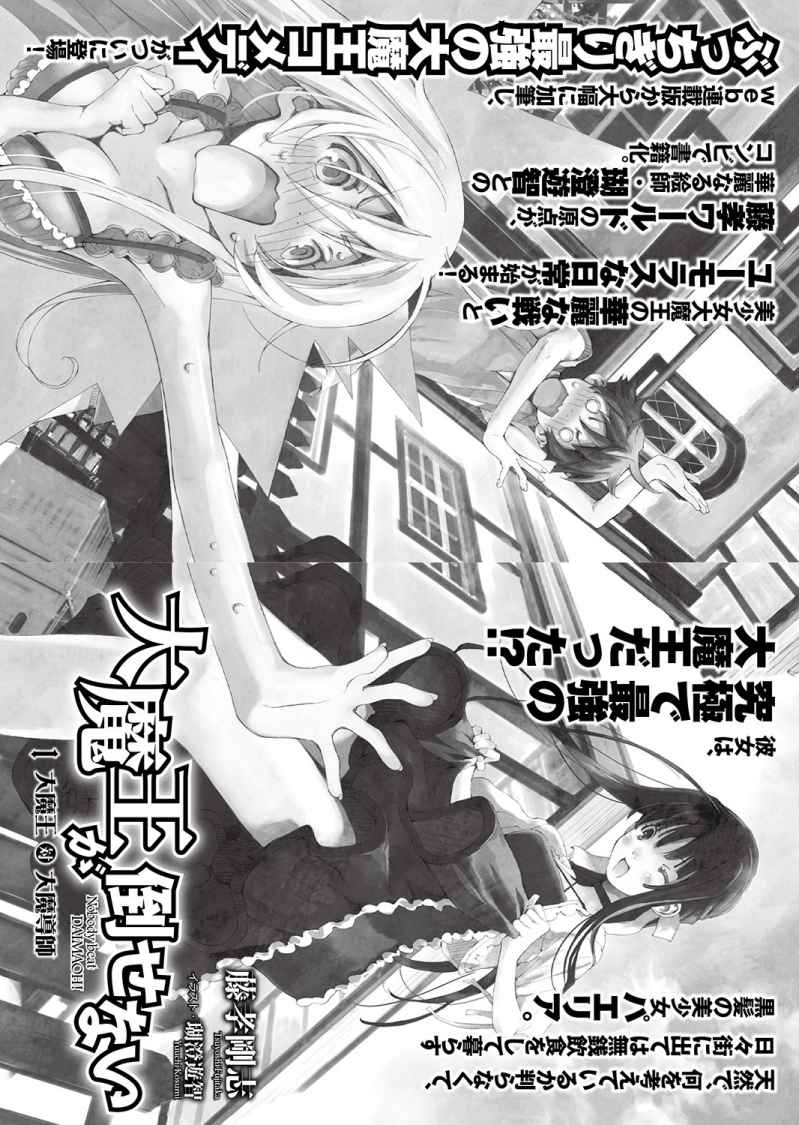 天然で、何を考えているか判らなくて、
日々街に出ては無銭飲食をして暮らす
黒髪の美少女パエリア。
彼女は、
究極で最強の
大魔王だった!?
美少女大魔王の華麗な戦いと
ユーモラスな日常が始まる!
藤孝ワールドの原点が、
華麗なる絵師・瑚澄遊智との
コンビで書籍化。
web連載版から大幅に加筆し、
ぶっちぎり最強の大魔王コメディ
がついに登場!
大魔王が倒せない
Nobody beat
DAIMAOH!
1 大魔王 対 大魔導師
藤孝剛志
Tsuyoshi Fujitaka
イラスト・瑚澄遊智
Yuuchi Kosumi